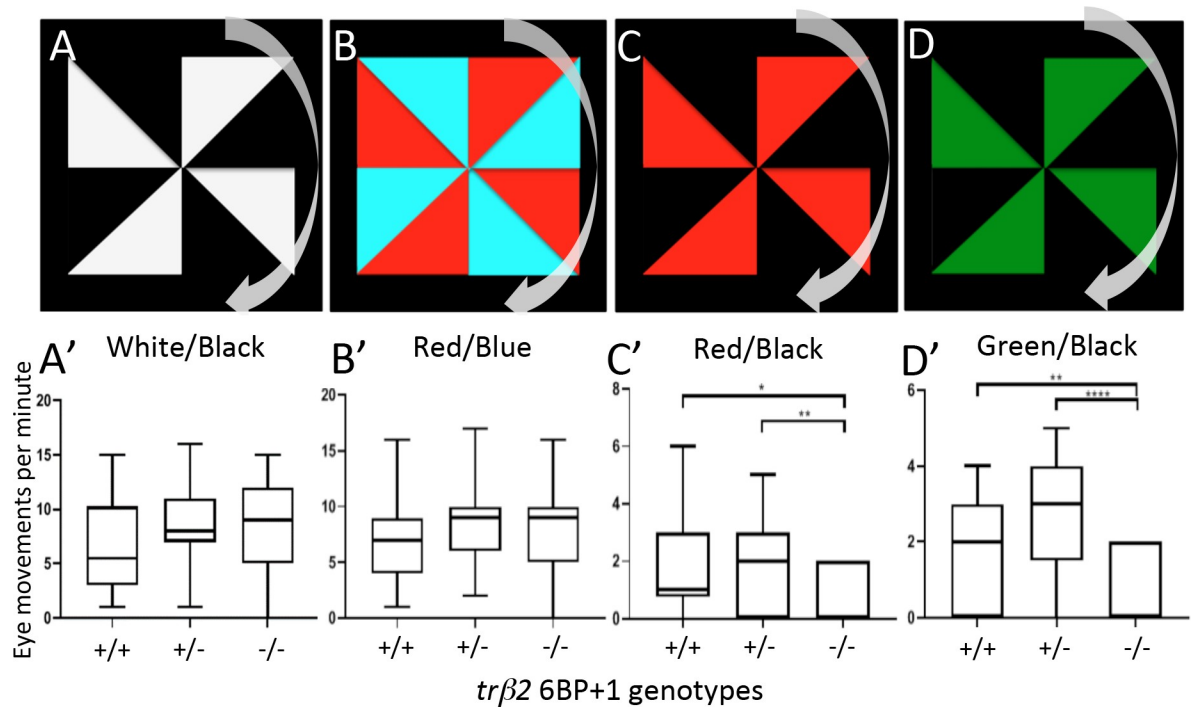 A
B
C
D
A'
White/Black
B'
Red/Blue
C'
Red/Black
D'
Green/Black
Eye movements per minute
20
15
10
5
0
+/+
+/-
-/-
20
15
10
5
0
+/+
+/-
-/-
8
6
4
2
0
*
**
+/+
+/-
-/-
6
4
2
0
**
****
+/+
+/-
-/-
trβ2 6BP+1 genotypes